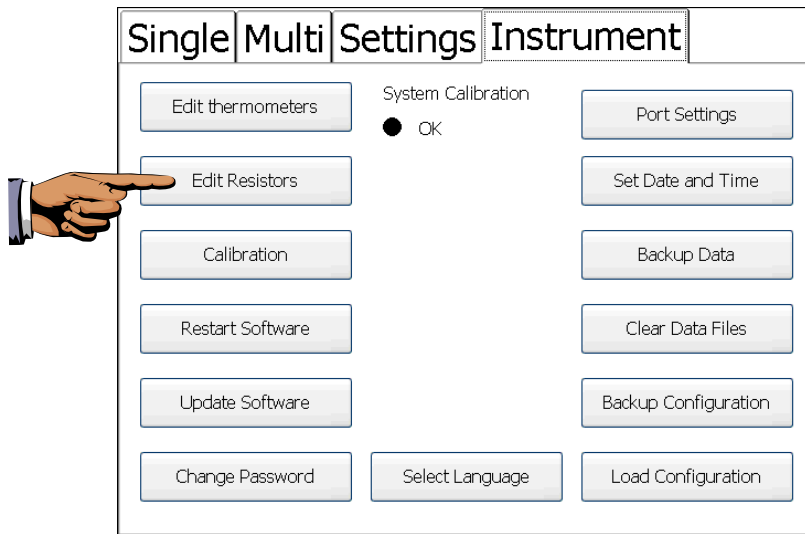 Single Multi Settings Instrument
Edit thermometers
System Calibration
OK
Port Settings
Edit Resistors
Set Date and Time
Calibration
Backup Data
Restart Software
Clear Data Files
Update Software
Backup Configuration
Change Password
Select Language
Load Configuration